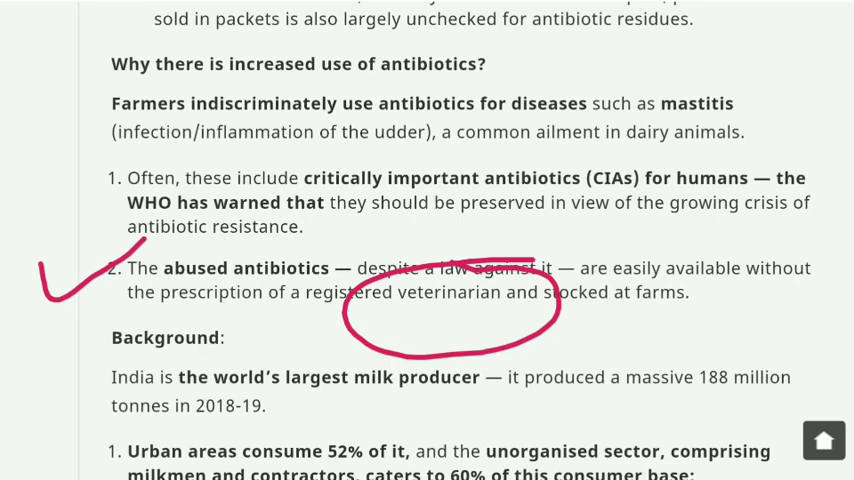 sold in packets is also largely unchecked for antibiotic residues.
Why there is increased use of antibiotics?
Farmers indiscriminately use antibiotics for diseases such as mastitis
(infection/inflammation of the udder), a common ailment in dairy animals.
1. Often, these include critically important antibiotics (CIAs) for humans — the
WHO has warned that they should be preserved in view of the growing crisis of
antibiotic resistance.
2. The abused antibiotics — despite a law against it — are easily available without
the prescription of a registered veterinarian and stocked at farms.
Background:
India is the world’s largest milk producer — it produced a massive 188 million
tonnes in 2018-19.
1. Urban areas consume 52% of it, and the unorganised sector, comprising
milkmen and contractors, caters to 60% of this consumer base;